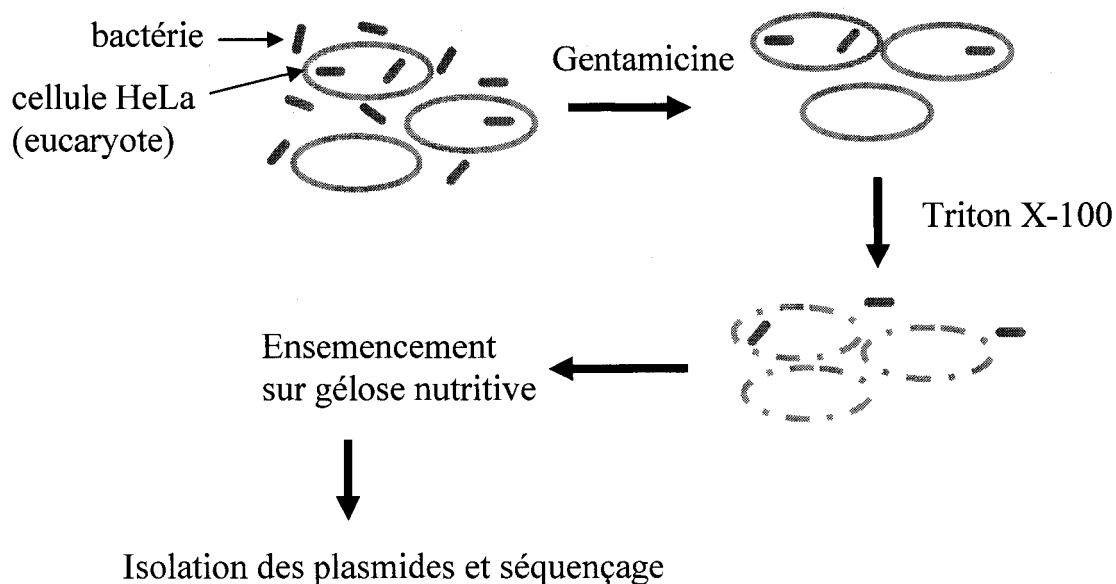 bactérie
cellule HeLa
(eucaryote)
Gentamicine
Triton X-100
Ensemencement
sur gélose nutritive
Isolation des plasmides et séquençage